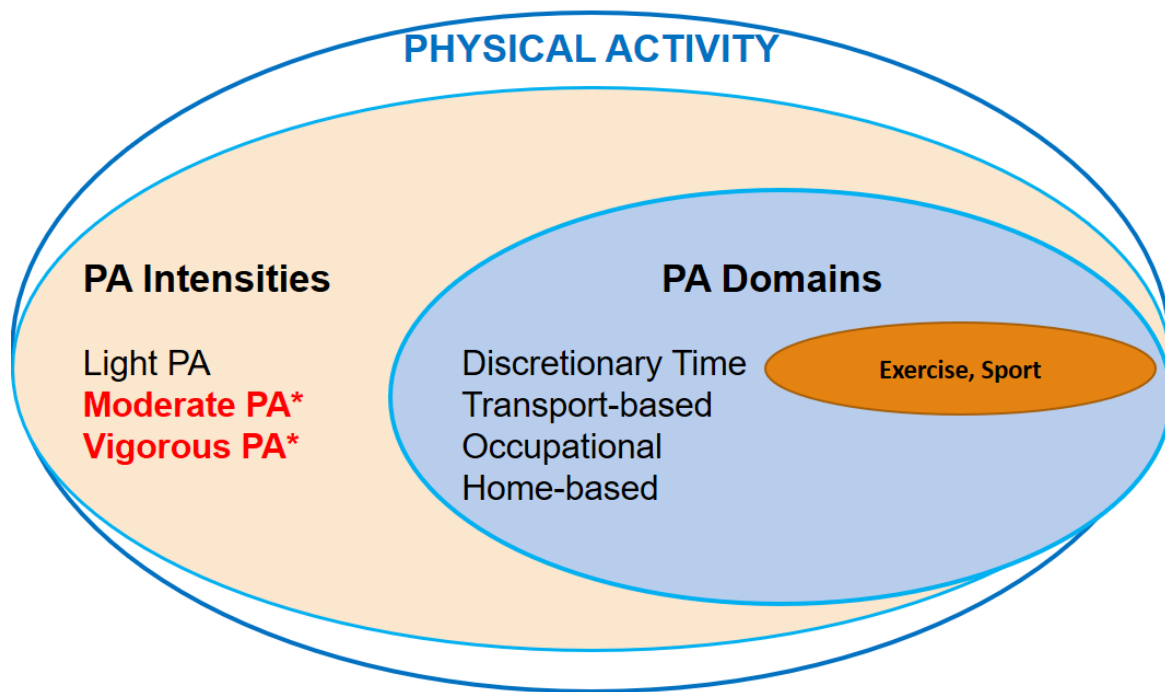 PHYSICAL ACTIVITY
PA Intensities
Light PA
Moderate PA*
Vigorous PA*
PA Domains
Discretionary Time
Transport-based
Occupational
Home-based
Exercise, Sport